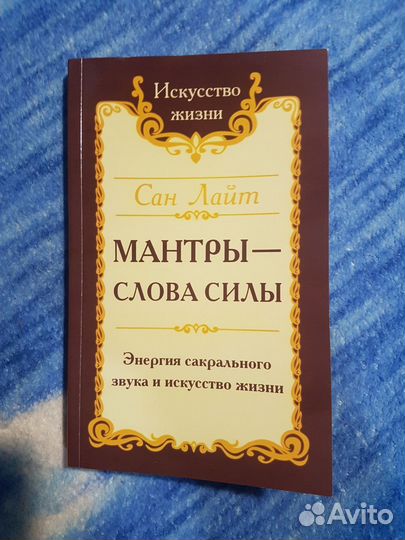 Искусство
жизни
Сан Лайт
МАНТРЫ—
СЛОВА СИЛЫ
Энергия сакрального
звука и искусство жизни
Avito